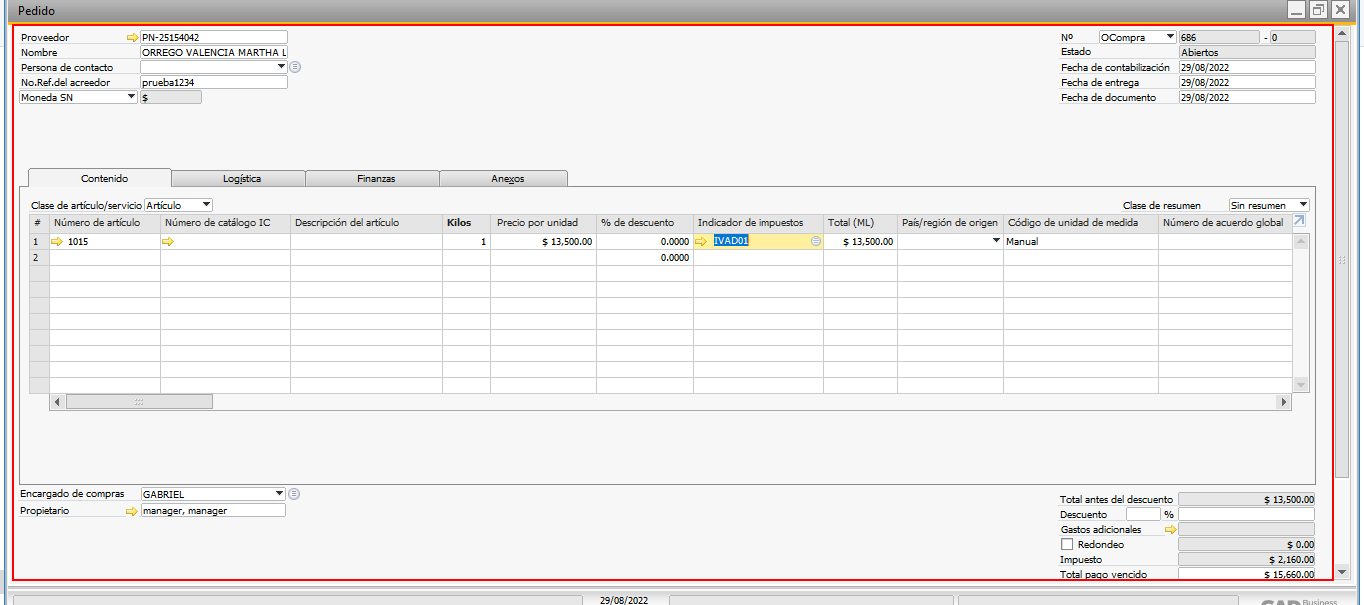 Pedido
Proveedor PN-25154042
Nombre ORREGO VALENCIA MARTHA L
Persona de contacto
No.Ref.del acreedor prueba1234
Moneda SN $
Nº OCompra 686 - 0
Estado Abiertos
Fecha de contabilización 29/08/2022
Fecha de entrega 29/08/2022
Fecha de documento 29/08/2022
Contenido Logística Finanzas Anexos
Clase de artículo/servicio Artículo Clase de resumen Sin resumen
# Número de artículo Número de catálogo IC Descripción del artículo Kilos Precio por unidad % de descuento Indicador de impuestos Total (ML) País/región de origen Código de unidad de medida Número de acuerdo global
1 1015 1 $ 13,500.00 0.0000 IVAD01 $ 13,500.00 Manual
2 0.0000
Encargado de compras GABRIEL
Propietario manager, manager
Total antes del descuento $ 13,500.00
Descuento %
Gastos adicionales
Redondeo $ 0.00
Impuesto $ 2,160.00
Total pago vencido $ 15,660.00
29/08/2022
SAP Business